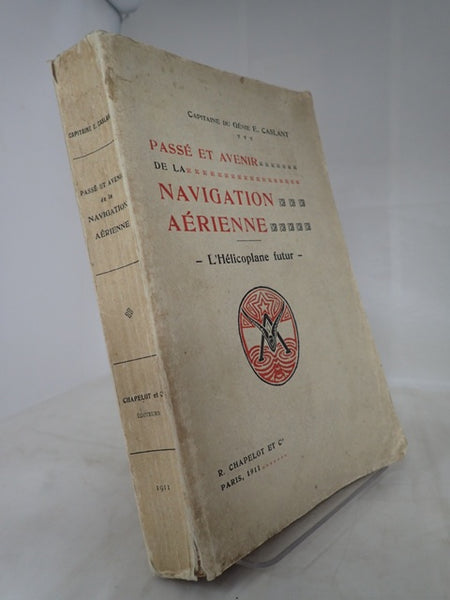 CAPITAINE E. CASLANT
PASSÉ ET AVENIR
de la
NAVIGATION
AÉRIENNE
CHAPELOT et Cie
ÉDITEURS
1911
CAPITAINE DU GÉNIE E. CASLANT
PASSÉ ET AVENIR
DE LA
NAVIGATION
AÉRIENNE
- L'Hélicoplane futur -
R. CHAPELOT ET Cie
PARIS, 1911